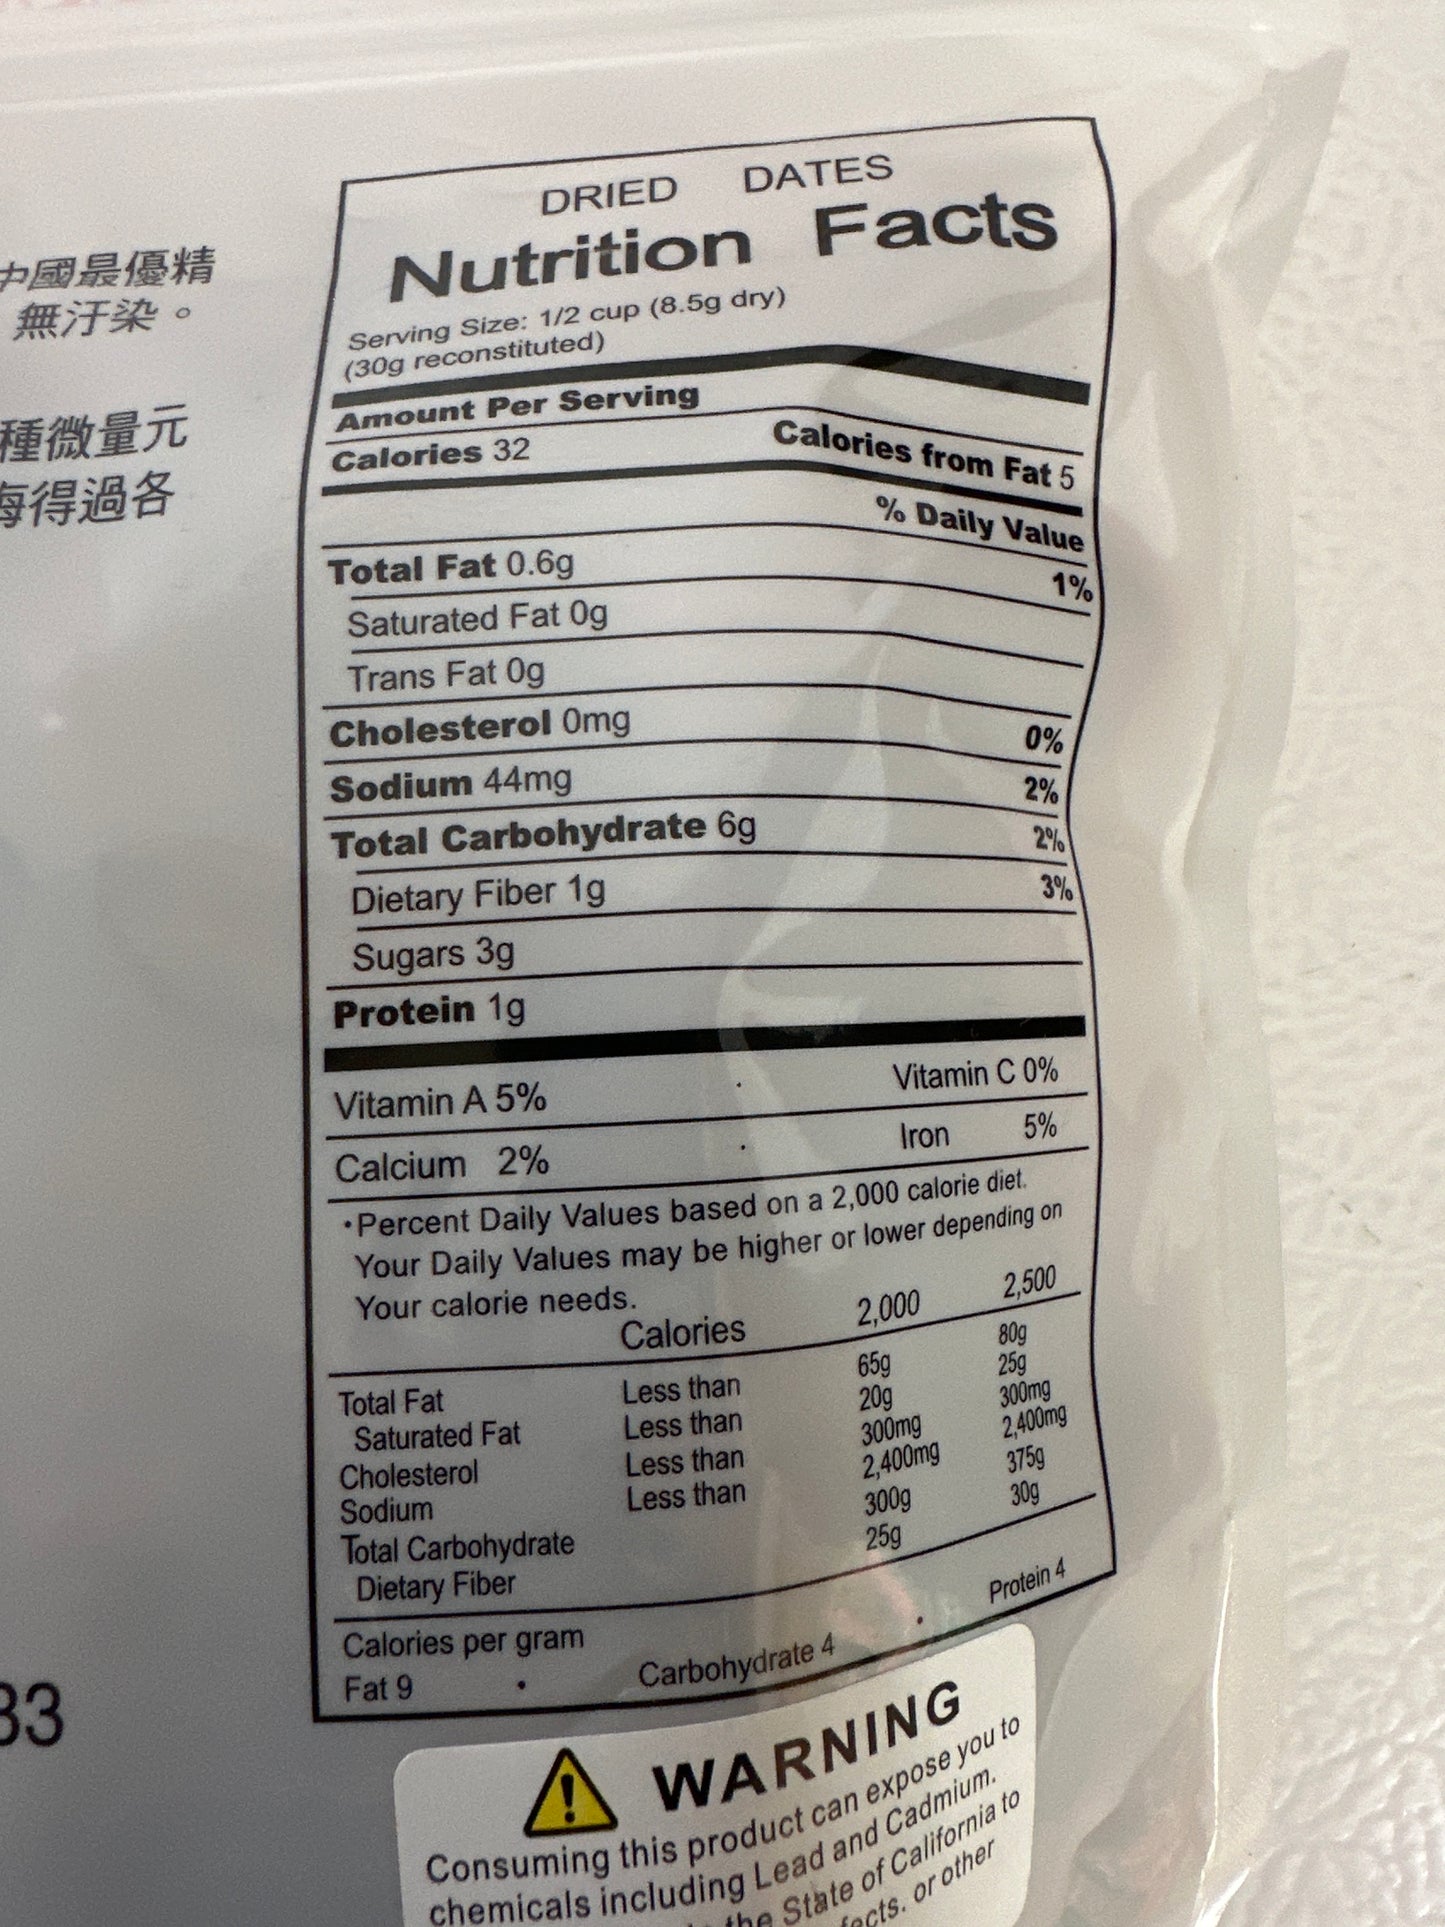 中國最優精
無汙染。
種微量元
得過各
33
DRIED DATES
Nutrition Facts
Serving Size: 1/2 cup (8.5g dry)
(30g reconstituted)
Amount Per Serving
Calories 32 Calories from Fat 5
% Daily Value
Total Fat 0.6g 1%
Saturated Fat 0g
Trans Fat 0g
Cholesterol 0mg 0%
Sodium 44mg 2%
Total Carbohydrate 6g 2%
Dietary Fiber 1g 3%
Sugars 3g
Protein 1g
Vitamin A 5% · Vitamin C 0%
Calcium 2% · Iron 5%
·Percent Daily Values based on a 2,000 calorie diet.
Your Daily Values may be higher or lower depending on
Your calorie needs.
Calories 2,000 2,500
Total Fat Less than 65g 80g
Saturated Fat Less than 20g 25g
Cholesterol Less than 300mg 300mg
Sodium Less than 2,400mg 2,400mg
Total Carbohydrate 300g 375g
Dietary Fiber 25g 30g
Calories per gram
Fat 9 · Carbohydrate 4 · Protein 4
WARNING
Consuming this product can expose you to
chemicals including Lead and Cadmium.
the State of California to
or other